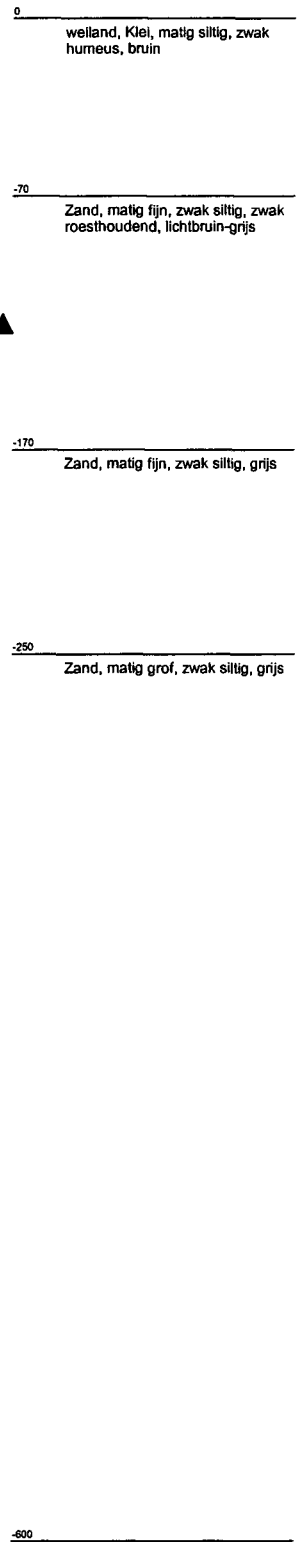 0
weiland, Klei, matig siltig, zwak
humeus, bruin
-70
Zand, matig fijn, zwak siltig, zwak
roesthoudend, lichtbruin-grijs
-170
Zand, matig fijn, zwak siltig, grijs
-250
Zand, matig grof, zwak siltig, grijs
-600